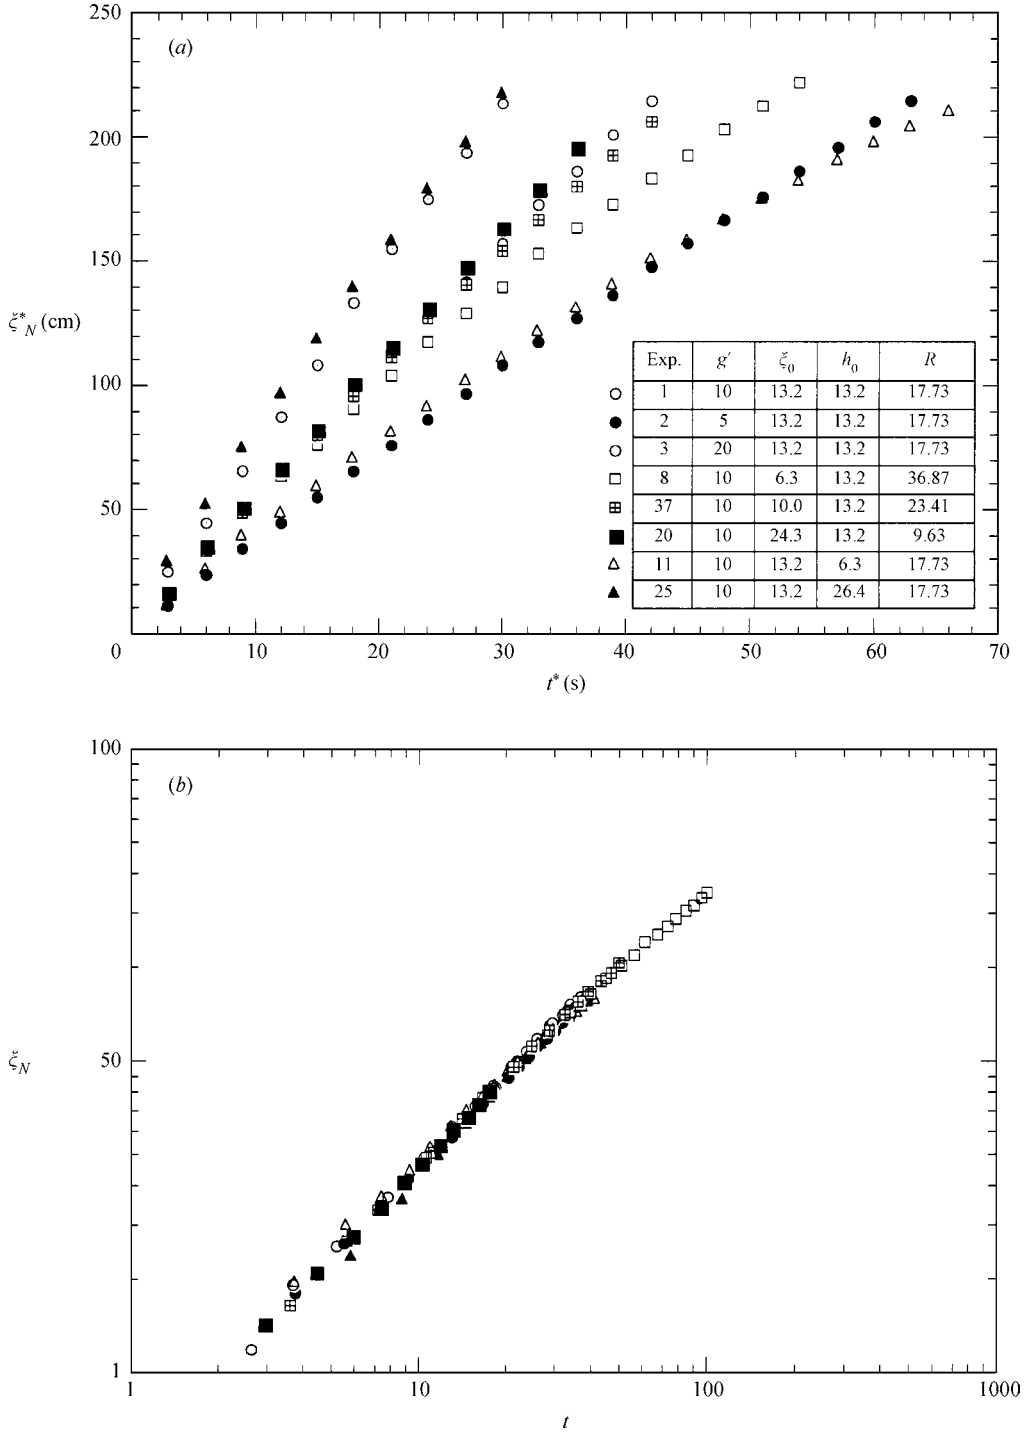 250
(a)
200
150
ξ*N (cm)
100
50
0
10
20
30
40
50
60
70
t* (s)
Exp. g′ ξ0 h0 R
1 10 13.2 13.2 17.73
2 5 13.2 13.2 17.73
3 20 13.2 13.2 17.73
8 10 6.3 13.2 36.87
37 10 10.0 13.2 23.41
20 10 24.3 13.2 9.63
11 10 13.2 6.3 17.73
25 10 13.2 26.4 17.73
100
(b)
ξN
50
1
1
10
100
1000
t